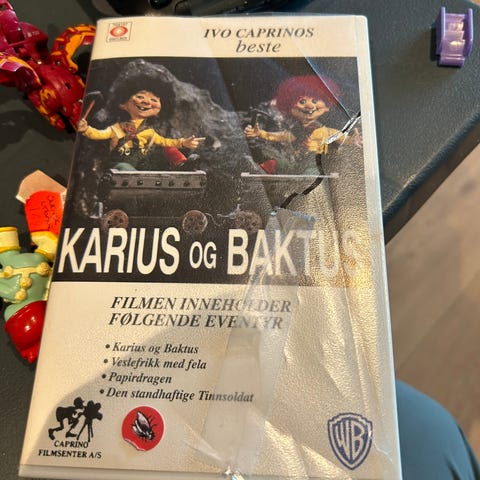 IVO CAPRINOS
beste
KARIUS OG BAKTUS
FILMEN INNEHOLDER
FØLGENDE EVENTYR
• Karius og Baktus
• Veslefrikk med fela
• Papirdragen
• Den standhaftige Tinnsoldat
CAPRINO
FILMSENTER A/S
WB